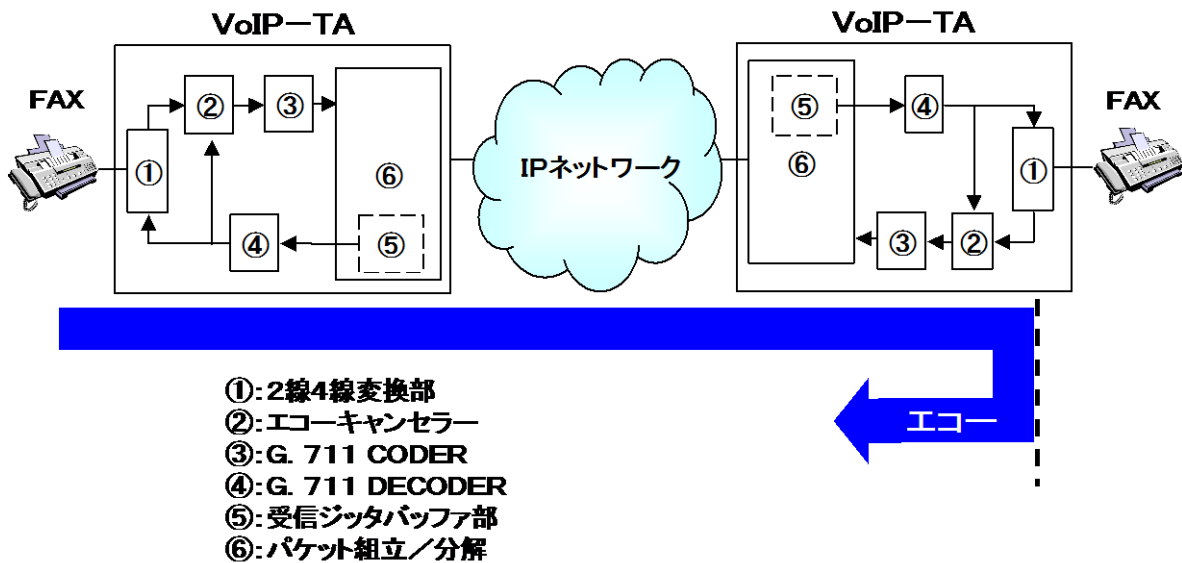 VoIP－TA
VoIP－TA
FAX
FAX
②
③
①
⑥
④
⑤
IPネットワーク
⑤
④
⑥
①
③
②
エコー
①：２線４線変換部
②：エコーキャンセラー
③：G. 711 CODER
④：G. 711 DECODER
⑤：受信ジッタバッファ部
⑥：パケット組立／分解